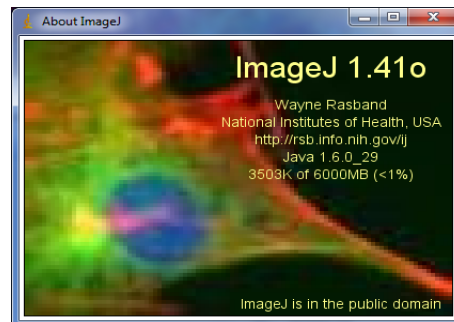 About ImageJ
ImageJ 1.41o
Wayne Rasband
National Institutes of Health, USA
http://rsb.info.nih.gov/ij
Java 1.6.0_29
3503K of 6000MB (<1%)
ImageJ is in the public domain